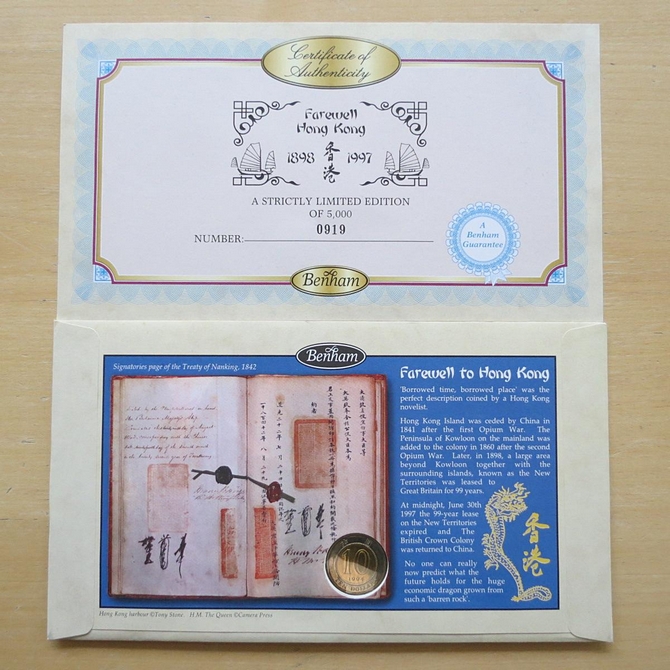 Certificate of
Authenticity
Farewell
Hong Kong
1898 香港 1997
A STRICTLY LIMITED EDITION
OF 5,000
0919
NUMBER:
A
Benham
Guarantee
Benham
Benham
Signatories page of the Treaty of Nanking, 1842
Farewell to Hong Kong
'Borrowed time, borrowed place' was the
perfect description coined by a Hong Kong
novelist.
Hong Kong Island was ceded by China in
1841 after the first Opium War. The
Peninsula of Kowloon on the mainland was
added to the colony in 1860 after the second
Opium War. Later, in 1898, a large area
beyond Kowloon together with the
surrounding islands, known as the New
Territories was leased to
Great Britain for 99 years.
At midnight, June 30th
1997 the 99-year lease
on the New Territories
expired and The
British Crown Colony
was returned to China.
No one can really
now predict what the
future holds for the huge
economic dragon grown from
such a 'barren rock'.
香港
10
1994
TEN DOLLARS
Hong Kong harbour ©Tony Stone. H.M. The Queen ©Camera Press